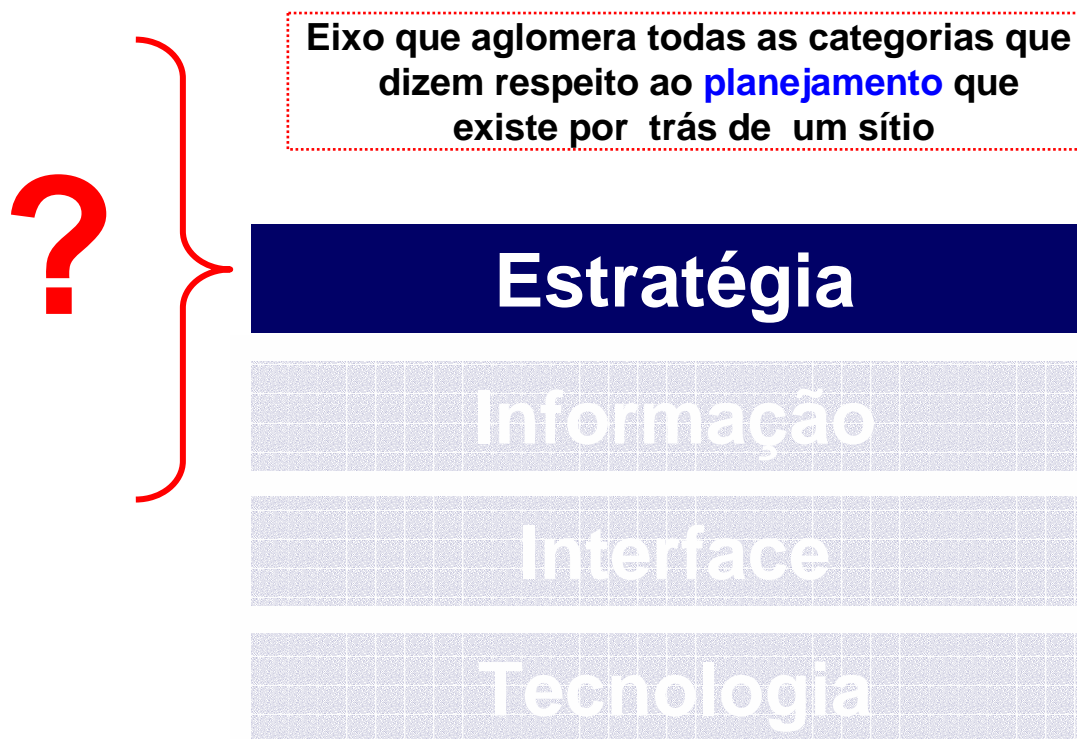 Eixo que aglomera todas as categorias que
dizem respeito ao planejamento que
existe por trás de um sítio
?
Estratégia
Informação
Interface
Tecnologia